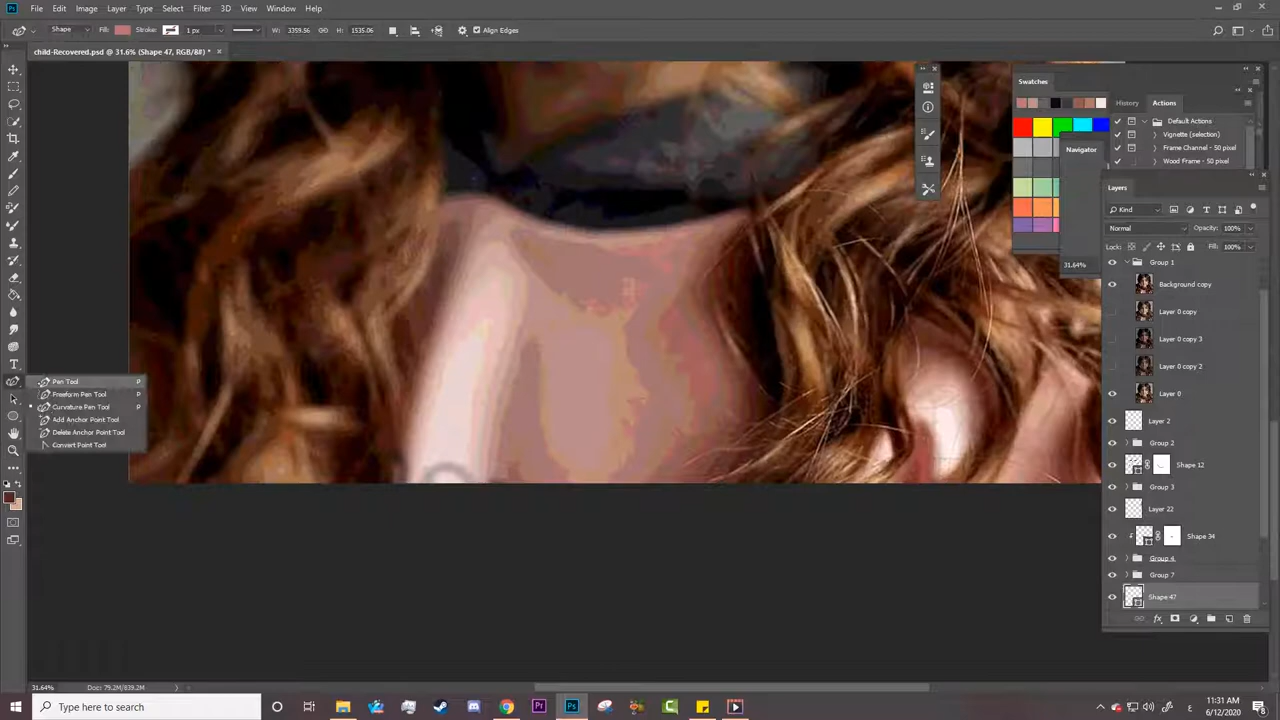 File Edit Image Layer Type Select Filter 3D View Window Help
Shape Fill: Stroke: 1 px W: 3359.56 H: 1535.06 Align Edges
child-Recovered.psd @ 31.6% (Shape 47, RGB/8#) *
Swatches
History Actions
Default Actions
Vignette (selection)
Frame Channel - 50 pixel
Wood Frame - 50 pixel
Navigator
31.64%
Layers
Kind
Normal Opacity: 100%
Lock: Fill: 100%
Group 1
Background copy
Layer 0 copy
Layer 0 copy 3
Layer 0 copy 2
Layer 0
Layer 2
Group 2
Shape 12
Group 3
Layer 22
Shape 34
Group 4
Group 7
Shape 47
Pen Tool P
Freeform Pen Tool P
Curvature Pen Tool P
Add Anchor Point Tool
Delete Anchor Point Tool
Convert Point Tool
31.64% Doc: 79.2M/839.2M
Type here to search
11:31 AM
6/12/2020